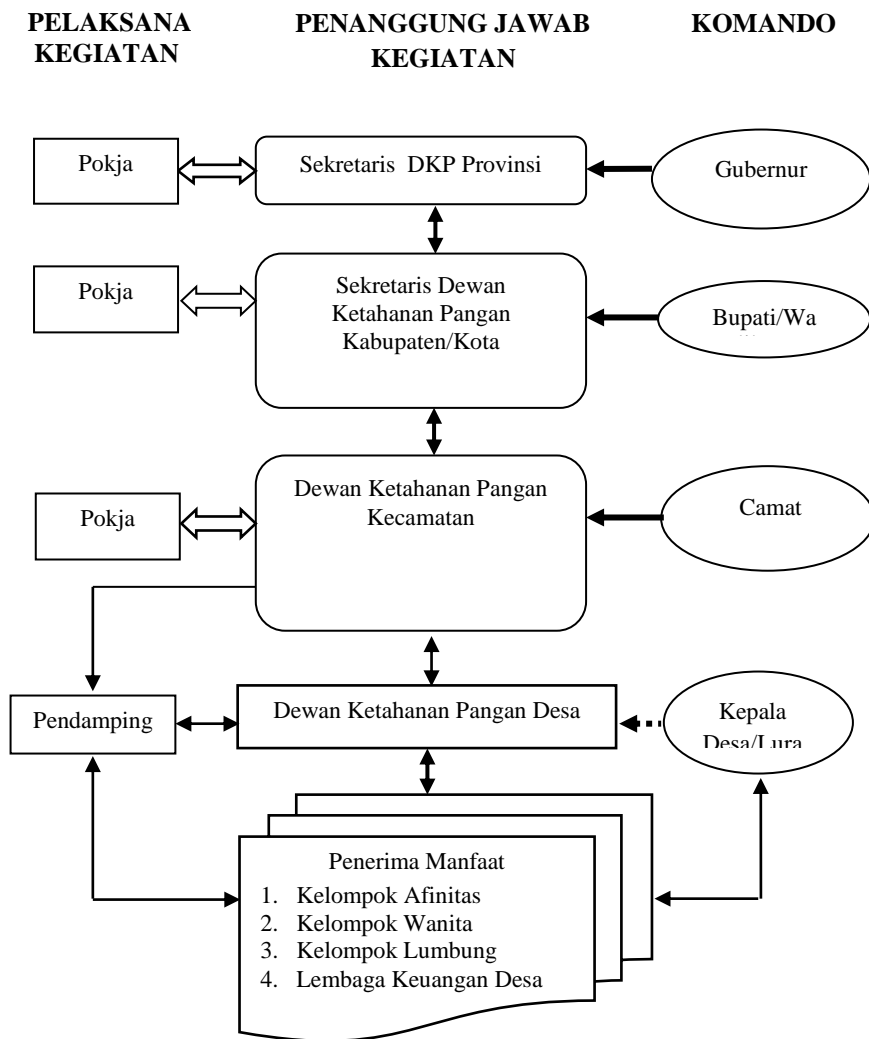 PELAKSANA
KEGIATAN
PENANGGUNG JAWAB
KEGIATAN
KOMANDO
Pokja
Sekretaris DKP Provinsi
Gubernur
Pokja
Sekretaris Dewan
Ketahanan Pangan
Kabupaten/Kota
Bupati/Wa
Pokja
Dewan Ketahanan Pangan
Kecamatan
Camat
Pendamping
Dewan Ketahanan Pangan Desa
Kepala
Desa/Lura
Penerima Manfaat
1. Kelompok Afinitas
2. Kelompok Wanita
3. Kelompok Lumbung
4. Lembaga Keuangan Desa